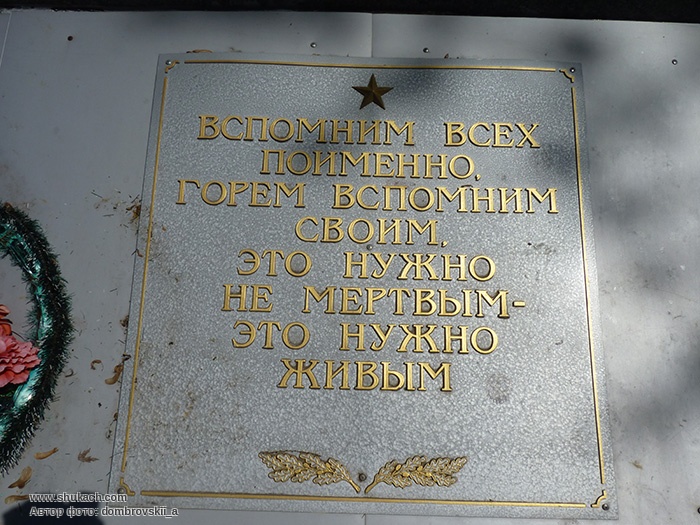 ВСПОМНИМ ВСЕХ
ПОИМЕННО,
ГОРЕМ ВСПОМНИМ
СВОИМ.
ЭТО НУЖНО
НЕ МЕРТВЫМ-
ЭТО НУЖНО
ЖИВЫМ
www.shukach.com
Автор фото: dombrovskii_a